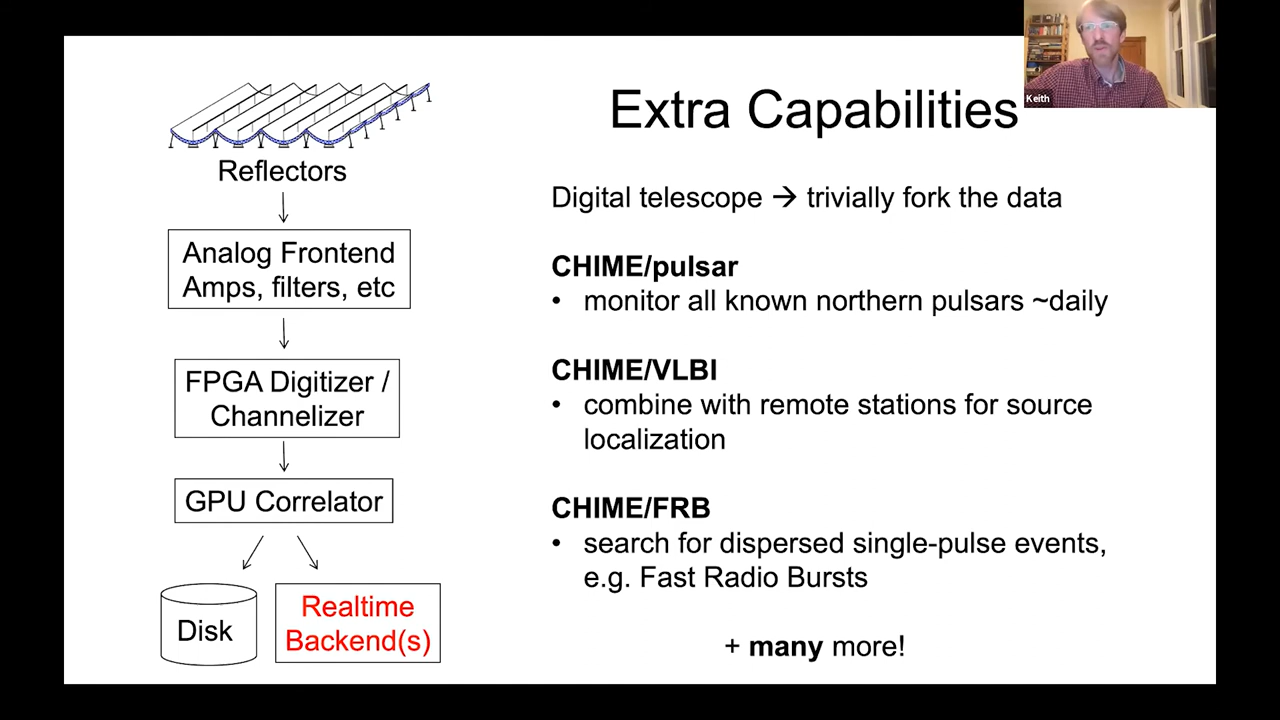 Extra Capabilities
Keith
Reflectors
Analog Frontend
Amps, filters, etc
FPGA Digitizer /
Channelizer
GPU Correlator
Disk
Realtime
Backend(s)
Digital telescope → trivially fork the data
CHIME/pulsar
• monitor all known northern pulsars ~daily
CHIME/VLBI
• combine with remote stations for source
localization
CHIME/FRB
• search for dispersed single-pulse events,
e.g. Fast Radio Bursts
+ many more!